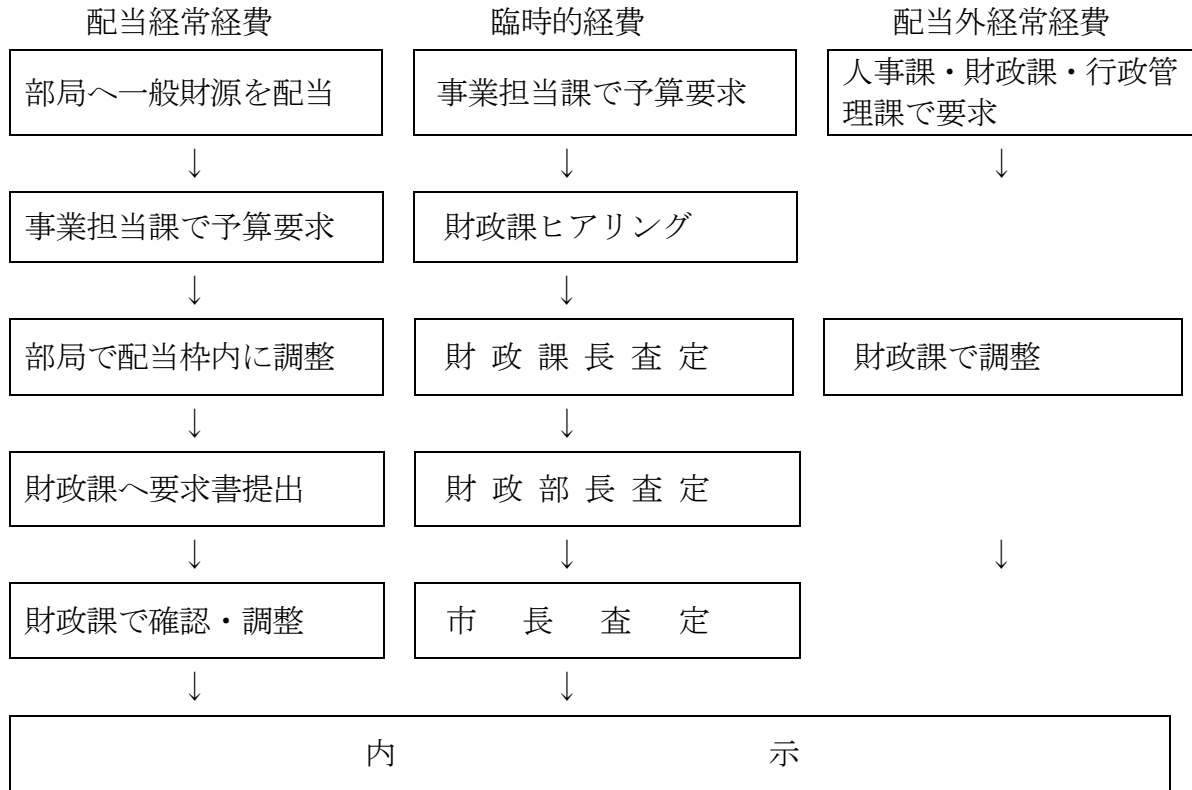 配当経常経費 臨時的経費 配当外経常経費
部局へ一般財源を配当 事業担当課で予算要求 人事課・財政課・行政管
理課で要求
↓ ↓ ↓
事業担当課で予算要求 財政課ヒアリング
↓ ↓
部局で配当枠内に調整 財政課長査定 財政課で調整
↓ ↓
財政課へ要求書提出 財政部長査定
↓ ↓ ↓
財政課で確認・調整 市長査定
↓ ↓
内示